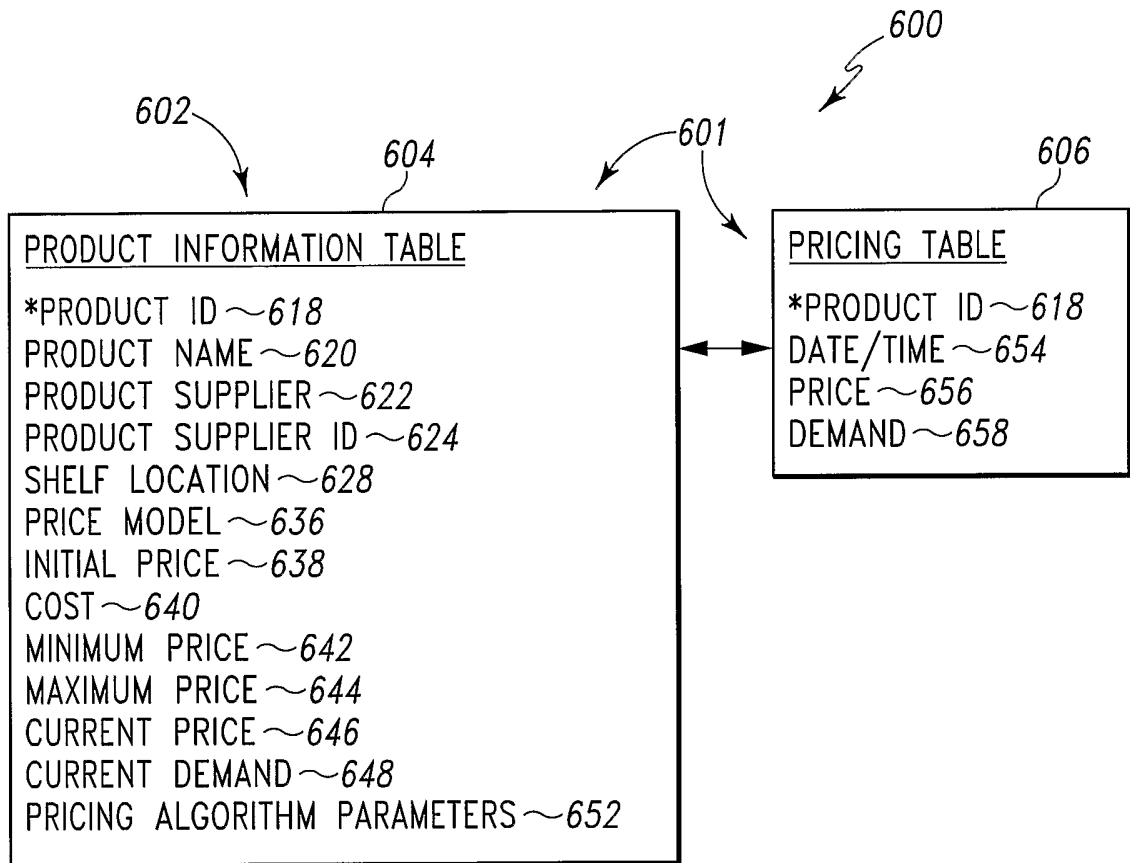 600
602
601
604
606
PRODUCT INFORMATION TABLE
*PRODUCT ID ~618
PRODUCT NAME ~620
PRODUCT SUPPLIER ~622
PRODUCT SUPPLIER ID ~624
SHELF LOCATION ~628
PRICE MODEL ~636
INITIAL PRICE ~638
COST ~640
MINIMUM PRICE ~642
MAXIMUM PRICE ~644
CURRENT PRICE ~646
CURRENT DEMAND ~648
PRICING ALGORITHM PARAMETERS ~652
PRICING TABLE
*PRODUCT ID ~618
DATE/TIME ~654
PRICE ~656
DEMAND ~658